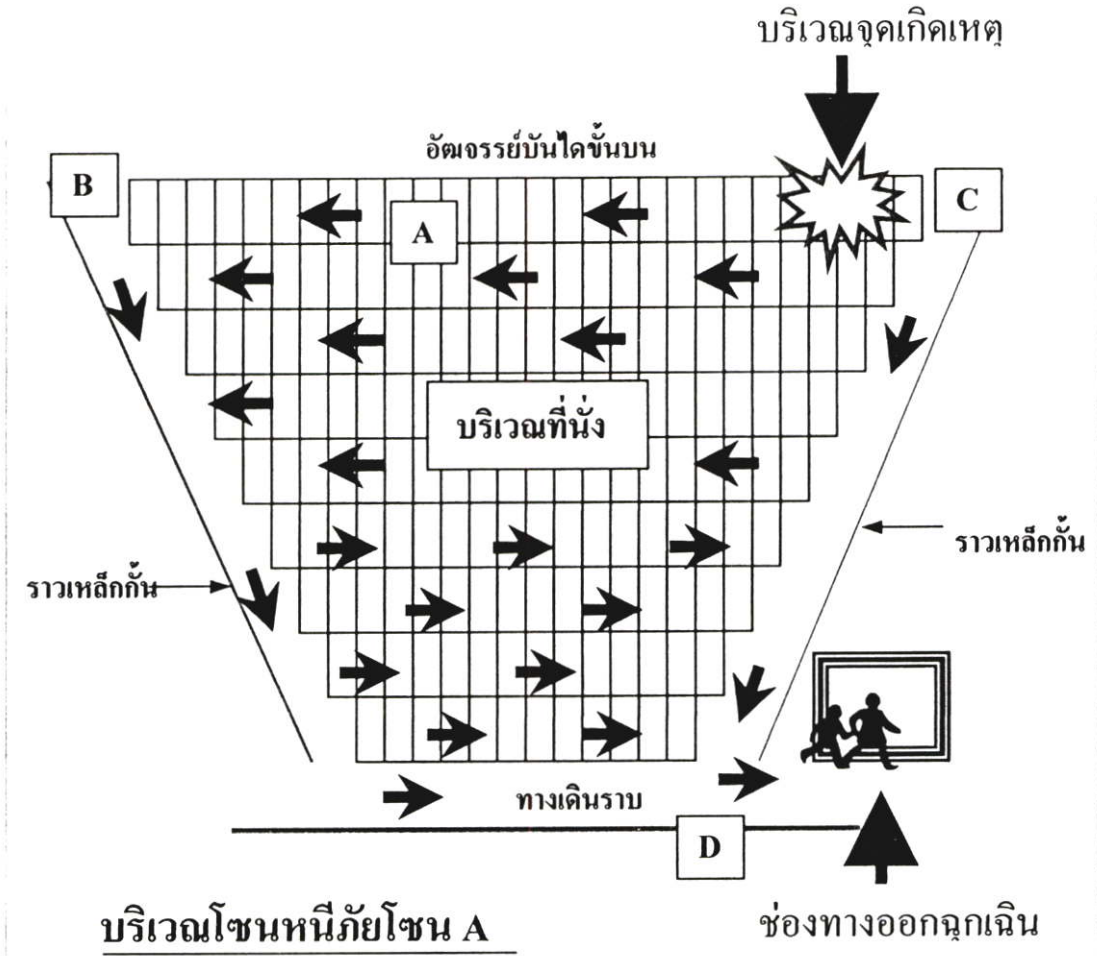 บริเวณจุดเกิดเหตุ
อัฒจรรย์บันไดขั้นบน
B
C
A
บริเวณที่นั่ง
ราวเหล็กกั้น
ราวเหล็กกั้น
ทางเดินราบ
D
บริเวณโซนหนีภัยโซน A
ช่องทางออกฉุกเฉิน